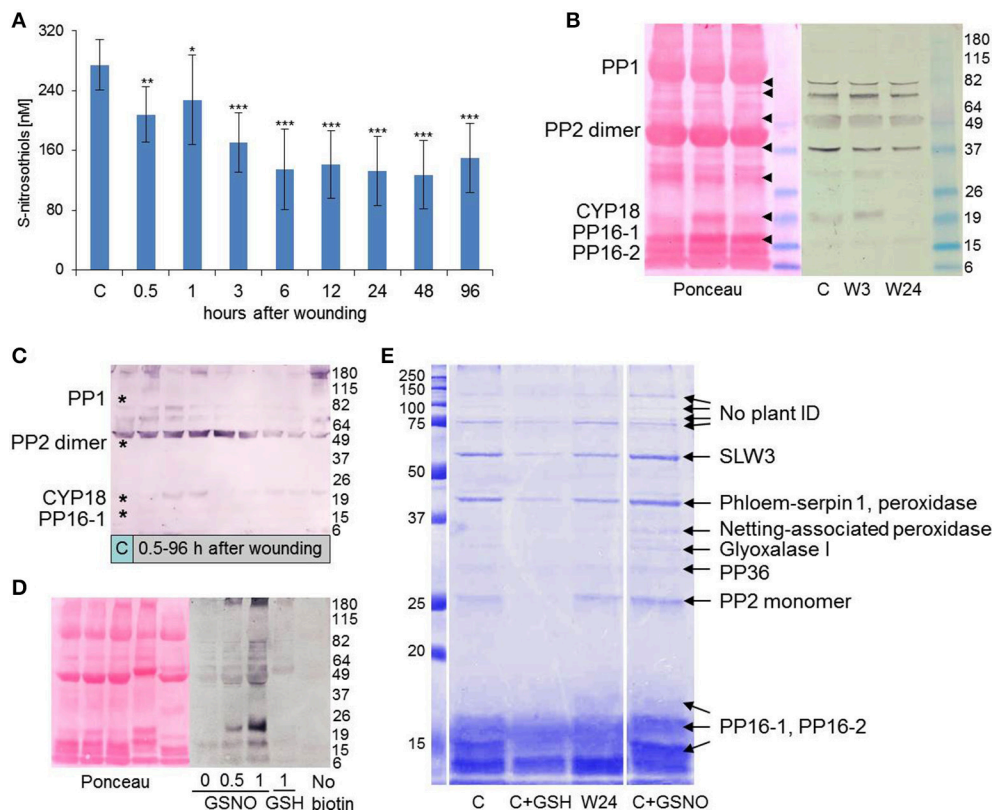 A
S-nitrosothiols [nM]
320
240
160
80
0
** * *** *** *** *** *** ***
C 0.5 1 3 6 12 24 48 96
hours after wounding
B
PP1
PP2 dimer
CYP18
PP16-1
PP16-2
180
115
82
64
49
37
26
19
15
6
Ponceau
C W3 W24
C
PP1 *
PP2 dimer *
CYP18 *
PP16-1 *
180
115
82
64
49
37
26
19
15
6
C 0.5-96 h after wounding
D
180
115
82
64
49
37
26
19
15
6
Ponceau
0 0.5 1 1 No
GSNO GSH biotin
E
250
150
100
75
50
37
25
20
15
No plant ID
SLW3
Phloem-serpin 1, peroxidase
Netting-associated peroxidase
Glyoxalase I
PP36
PP2 monomer
PP16-1, PP16-2
C C+GSH W24 C+GSNO